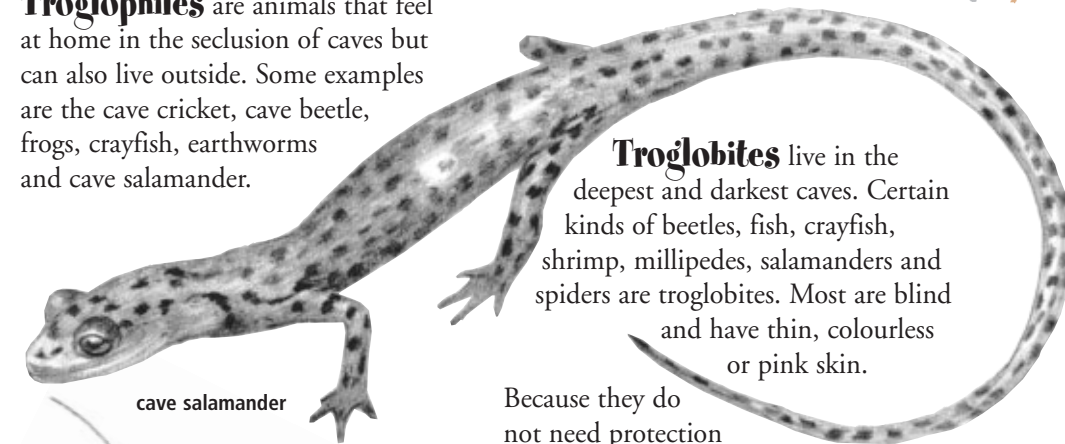 Troglophiles are animals that feel
at home in the seclusion of caves but
can also live outside. Some examples
are the cave cricket, cave beetle,
frogs, crayfish, earthworms
and cave salamander.
Troglobites live in the
deepest and darkest caves. Certain
kinds of beetles, fish, crayfish,
shrimp, millipedes, salamanders and
spiders are troglobites. Most are blind
and have thin, colourless
or pink skin.
cave salamander
Because they do
not need protection